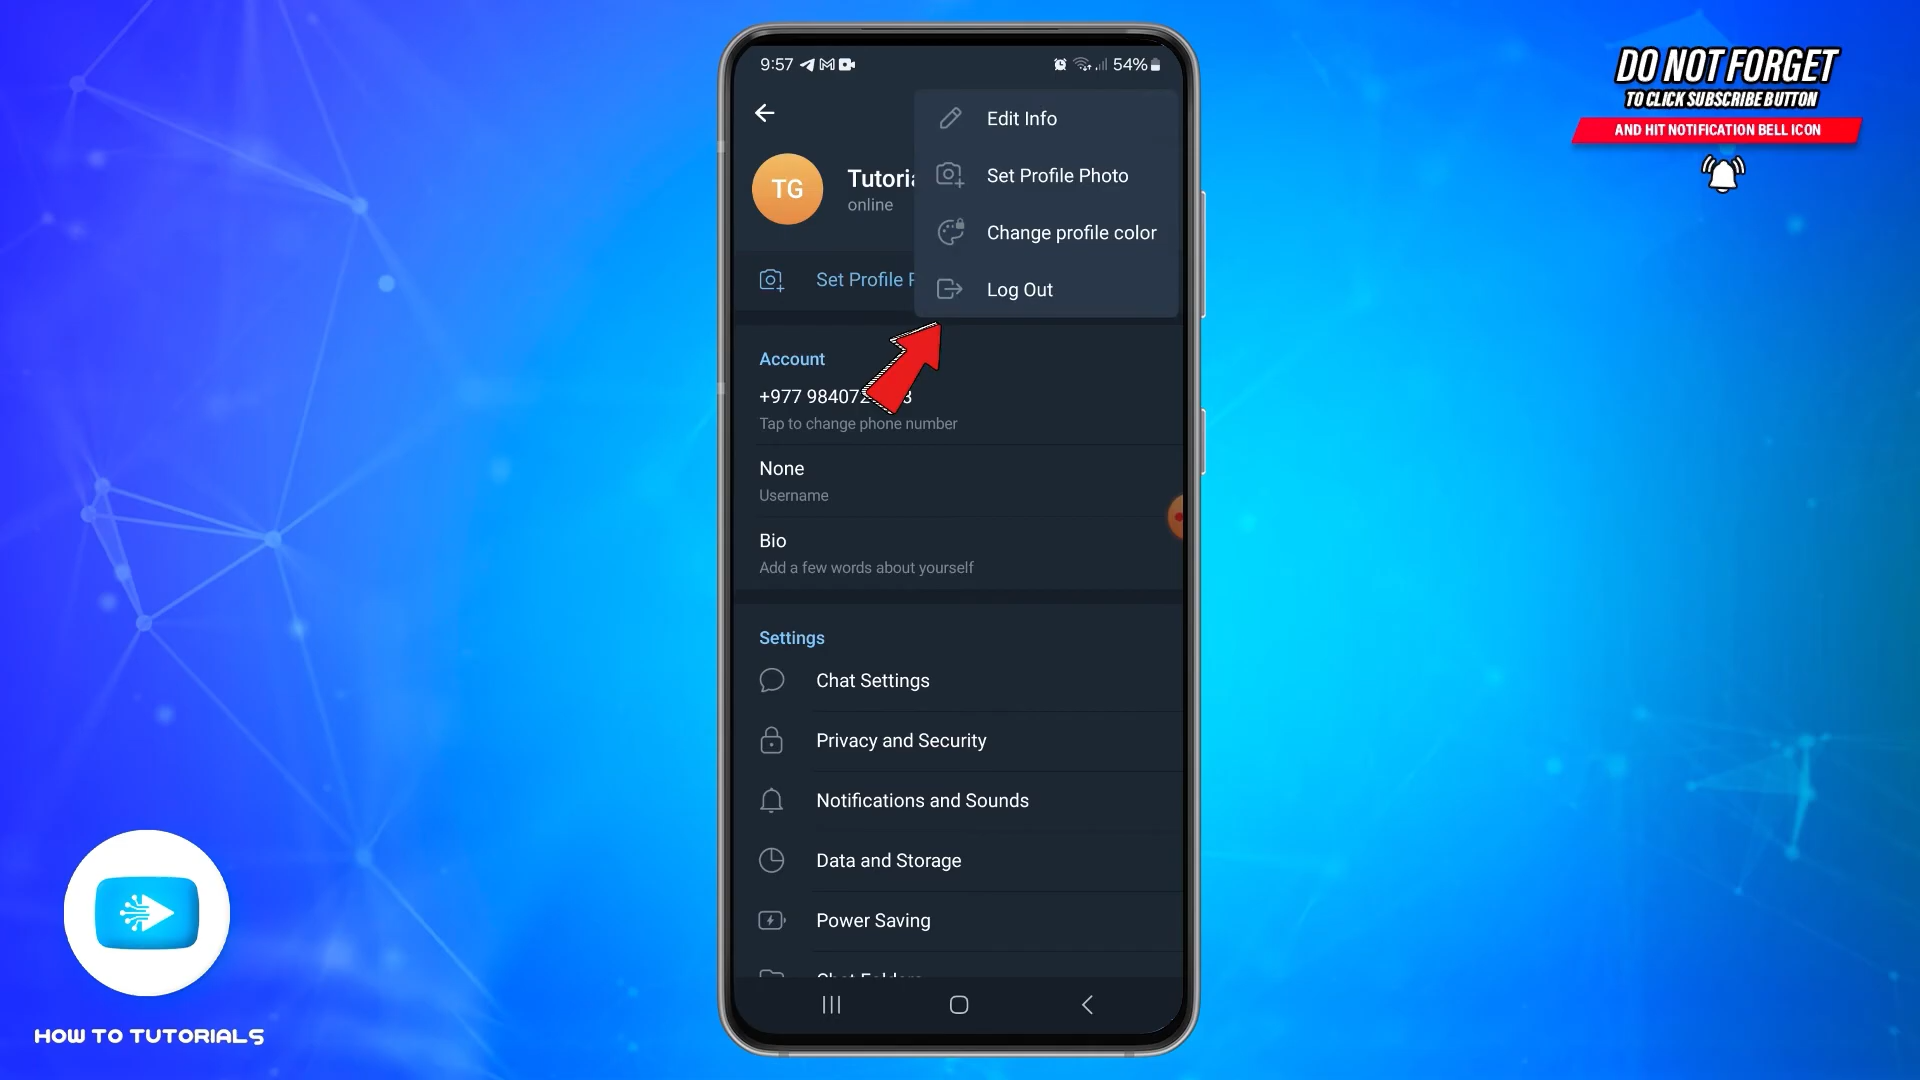 DO NOT FORGET
TO CLICK SUBSCRIBE BUTTON
AND HIT NOTIFICATION BELL ICON
9:57
54%
Edit Info
Set Profile Photo
Change profile color
Log Out
TG
online
Set Profile
Account
+977
Tap to change phone number
None
Username
Bio
Add a few words about yourself
Settings
Chat Settings
Privacy and Security
Notifications and Sounds
Data and Storage
Power Saving
HOW TO TUTORIALS